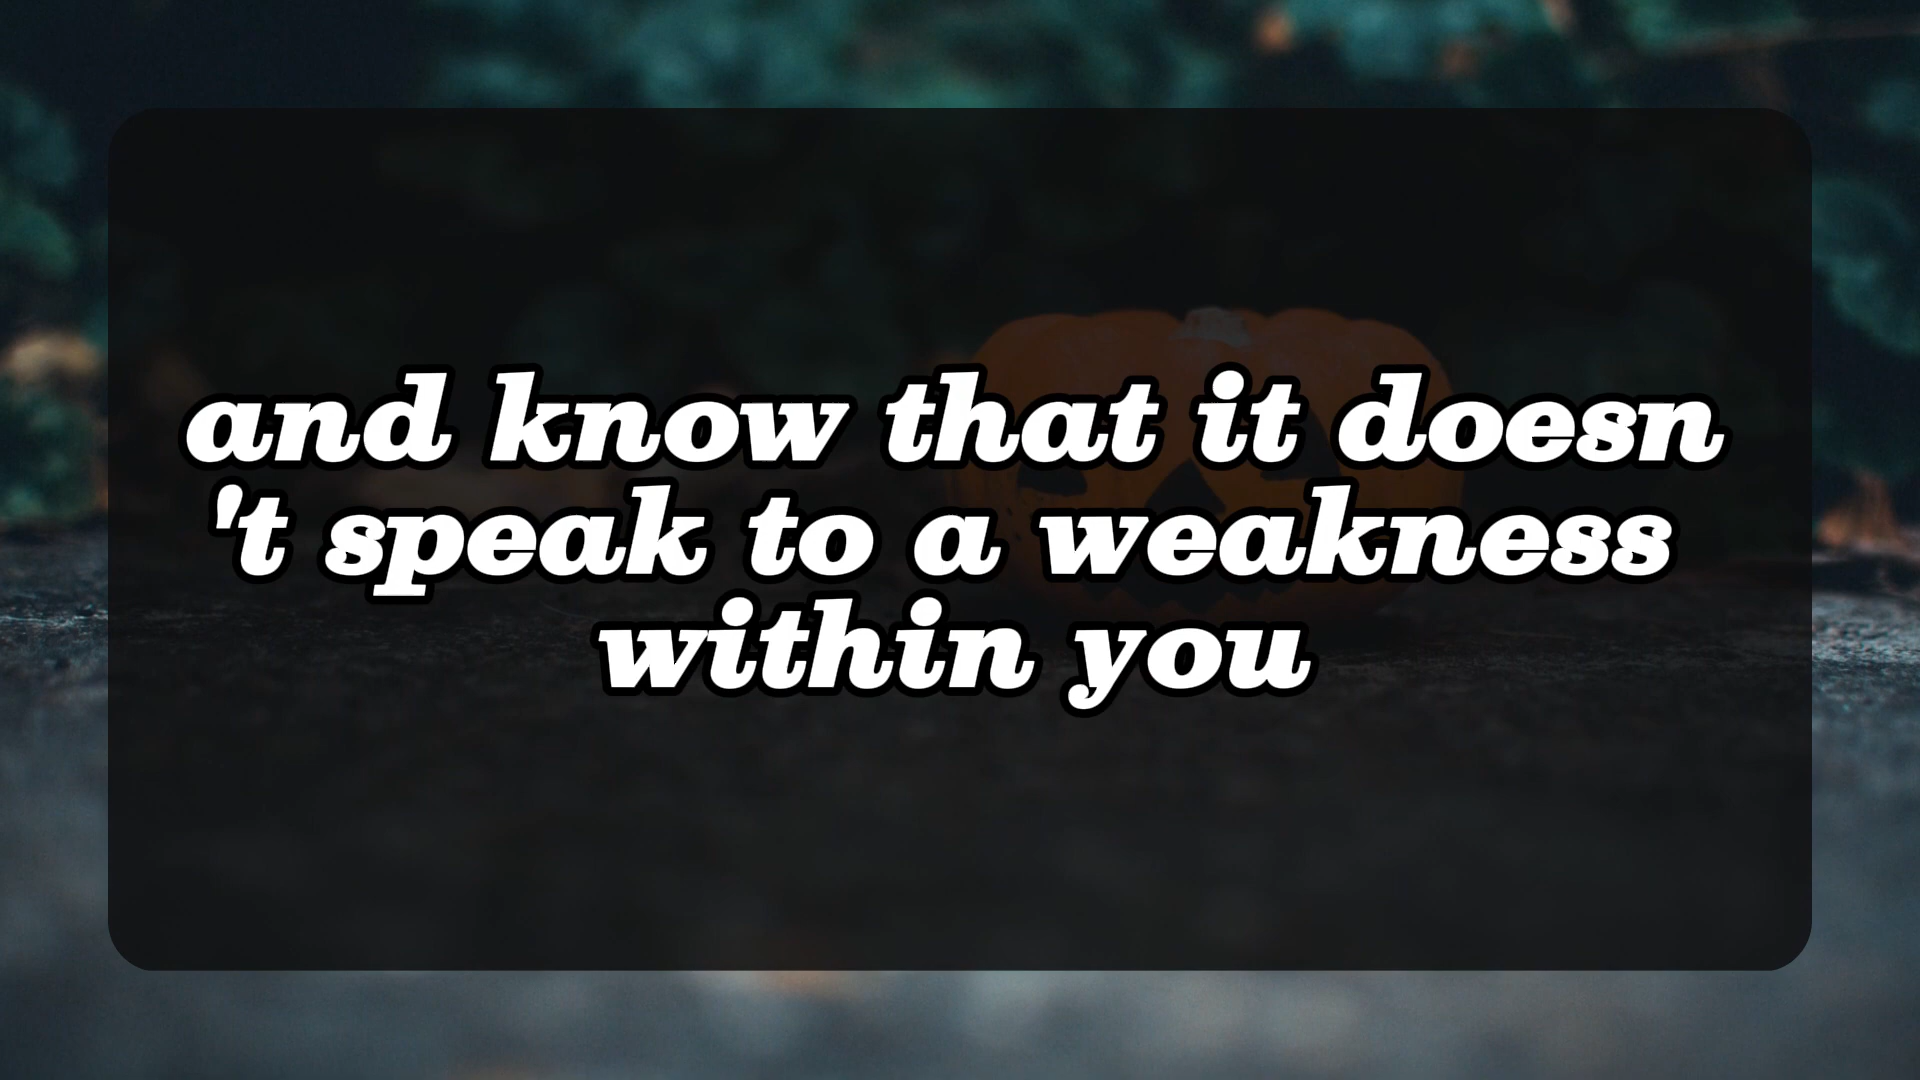 and know that it doesn
't speak to a weakness
within you